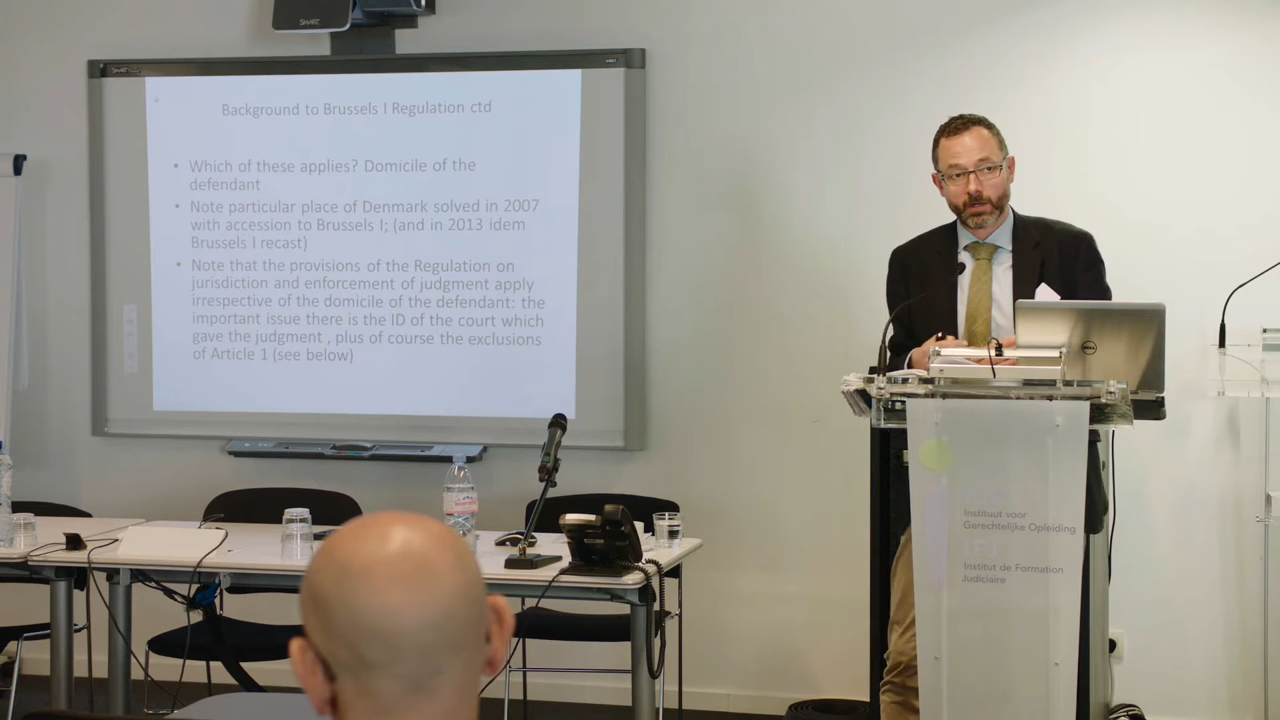 SMART
SMART
Background to Brussels I Regulation ctd
• Which of these applies? Domicile of the
defendant
• Note particular place of Denmark solved in 2007
with accession to Brussels I; (and in 2013 idem
Brussels I recast)
• Note that the provisions of the Regulation on
jurisdiction and enforcement of judgment apply
irrespective of the domicile of the defendant: the
important issue there is the ID of the court which
gave the judgment , plus of course the exclusions
of Article 1 (see below)
DELL
Instituut voor
Gerechtelijke Opleiding
Institut de Formation
Judiciaire